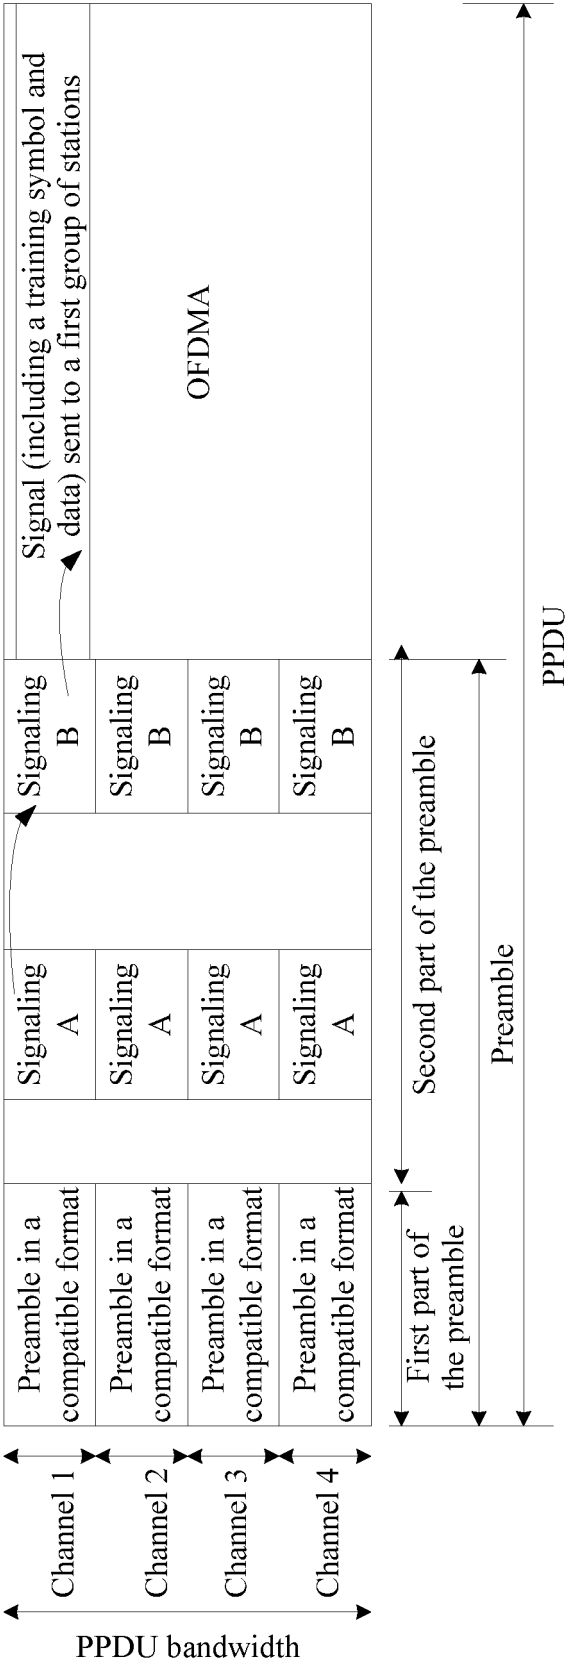 PPDU bandwidth
Channel 1
Channel 2
Channel 3
Channel 4
Preamble in a
compatible format
Preamble in a
compatible format
Preamble in a
compatible format
Preamble in a
compatible format
Signaling
A
Signaling
A
Signaling
A
Signaling
A
Signaling
B
Signaling
B
Signaling
B
Signaling
B
Signal (including a training symbol and
data) sent to a first group of stations
OFDMA
First part of
the preamble
Second part of the preamble
Preamble
PPDU